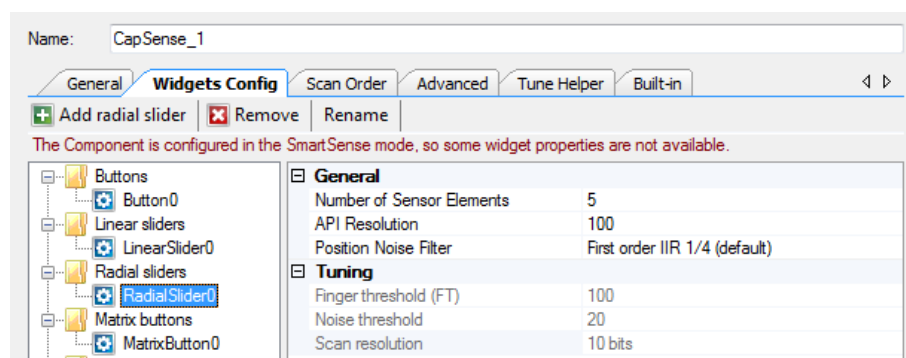 Name: CapSense_1
General Widgets Config Scan Order Advanced Tune Helper Built-in
Add radial slider Remove Rename
The Component is configured in the SmartSense mode, so some widget properties are not available.
Buttons General
Button0 Number of Sensor Elements 5
Linear sliders API Resolution 100
LinearSlider0 Position Noise Filter First order IIR 1/4 (default)
Radial sliders Tuning
RadialSlider0 Finger threshold (FT) 100
Matrix buttons Noise threshold 20
MatrixButton0 Scan resolution 10 bits